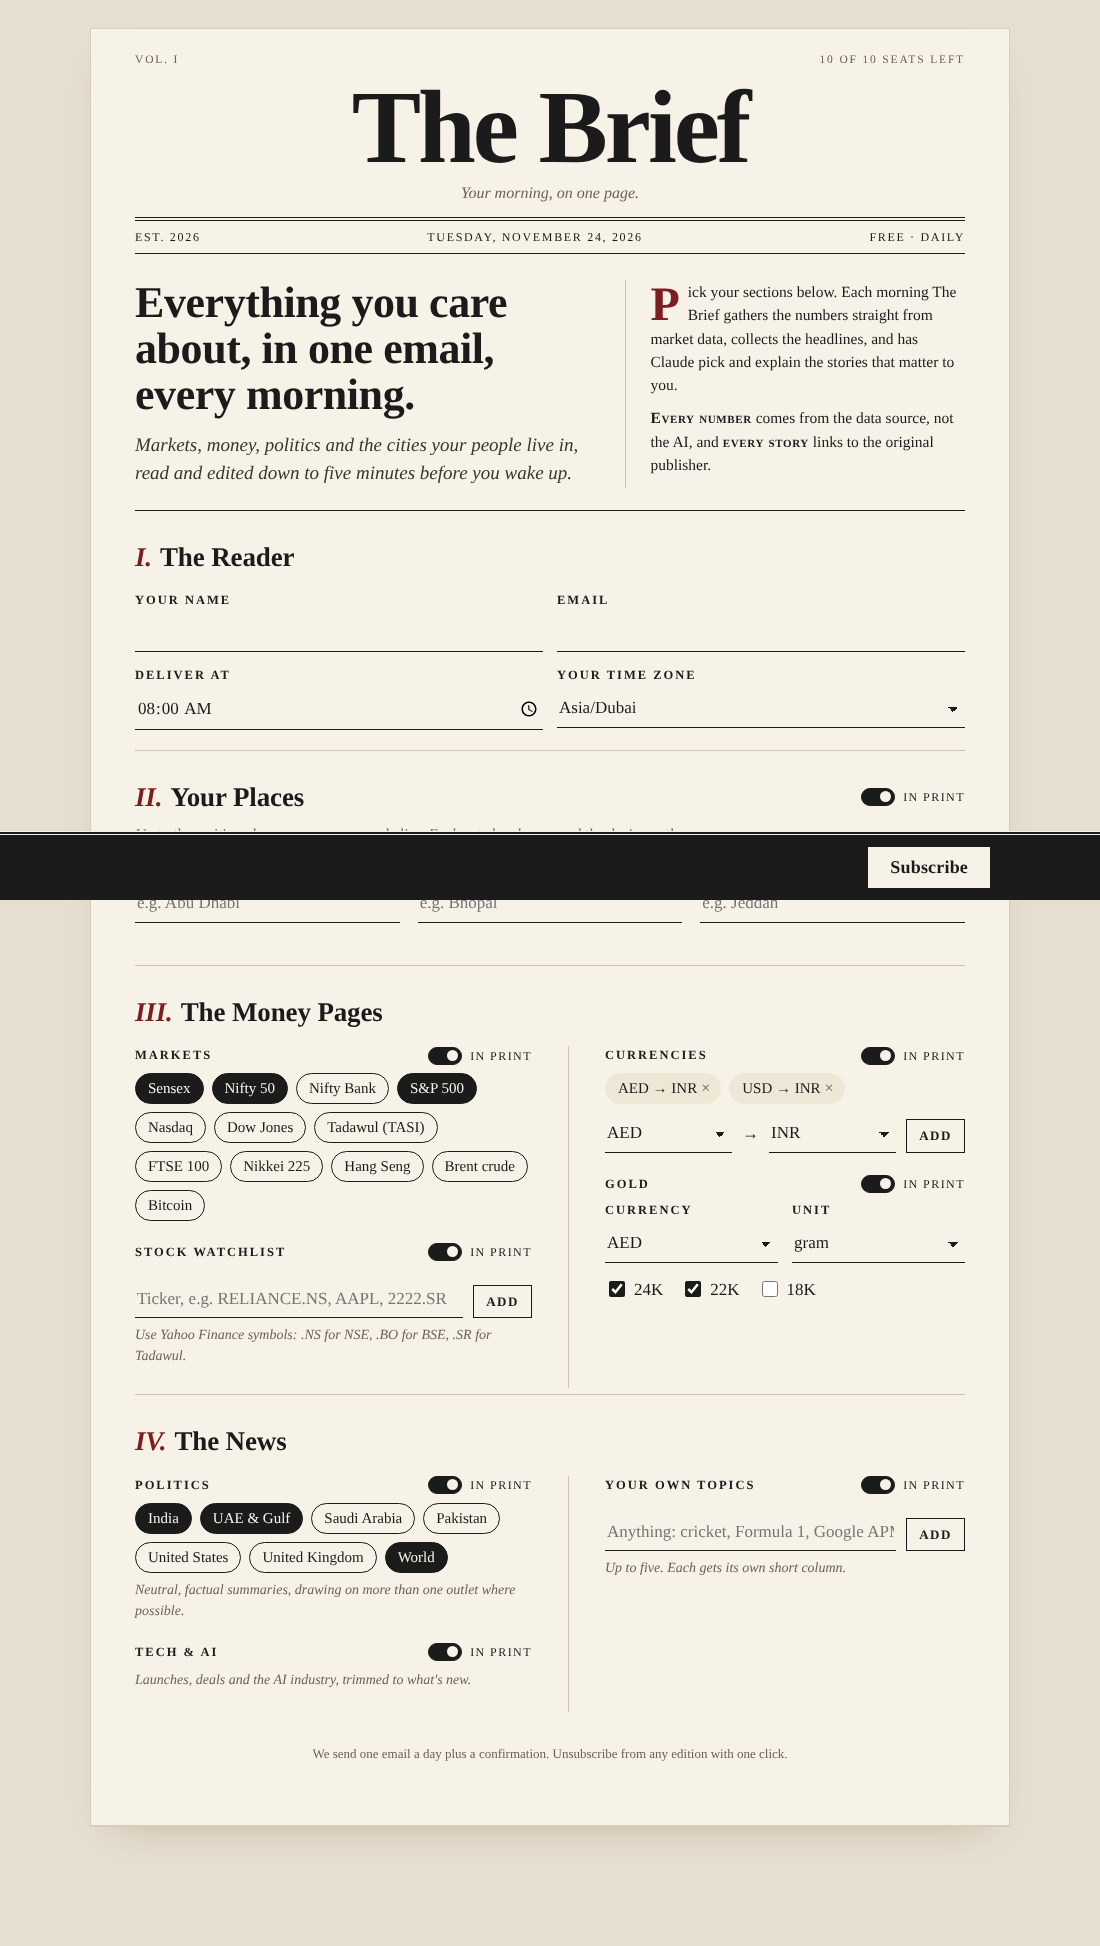 VOL. I
10 OF 10 SEATS LEFT
The Brief
Your morning, on one page.
EST. 2026
TUESDAY, NOVEMBER 24, 2026
FREE · DAILY
Everything you care
about, in one email,
every morning.
Markets, money, politics and the cities your people live in,
read and edited down to five minutes before you wake up.
Pick your sections below. Each morning The
Brief gathers the numbers straight from
market data, collects the headlines, and has
Claude pick and explain the stories that matter to
you.
Every number comes from the data source, not
the AI, and every story links to the original
publisher.
I. The Reader
YOUR NAME
EMAIL
DELIVER AT
YOUR TIME ZONE
08:00 AM
Asia/Dubai
II. Your Places
IN PRINT
Subscribe
e.g. Abu Dhabi
e.g. Bhopal
e.g. Jeddah
III. The Money Pages
MARKETS
IN PRINT
Sensex
Nifty 50
Nifty Bank
S&P 500
Nasdaq
Dow Jones
Tadawul (TASI)
FTSE 100
Nikkei 225
Hang Seng
Brent crude
Bitcoin
STOCK WATCHLIST
IN PRINT
Ticker, e.g. RELIANCE.NS, AAPL, 2222.SR
ADD
Use Yahoo Finance symbols: .NS for NSE, .BO for BSE, .SR for
Tadawul.
CURRENCIES
IN PRINT
AED → INR ×
USD → INR ×
AED
→
INR
ADD
GOLD
IN PRINT
CURRENCY
UNIT
AED
gram
24K
22K
18K
IV. The News
POLITICS
IN PRINT
India
UAE & Gulf
Saudi Arabia
Pakistan
United States
United Kingdom
World
Neutral, factual summaries, drawing on more than one outlet where
possible.
TECH & AI
IN PRINT
Launches, deals and the AI industry, trimmed to what's new.
YOUR OWN TOPICS
IN PRINT
Anything: cricket, Formula 1, Google
ADD
Up to five. Each gets its own short column.
We send one email a day plus a confirmation. Unsubscribe from any edition with one click.